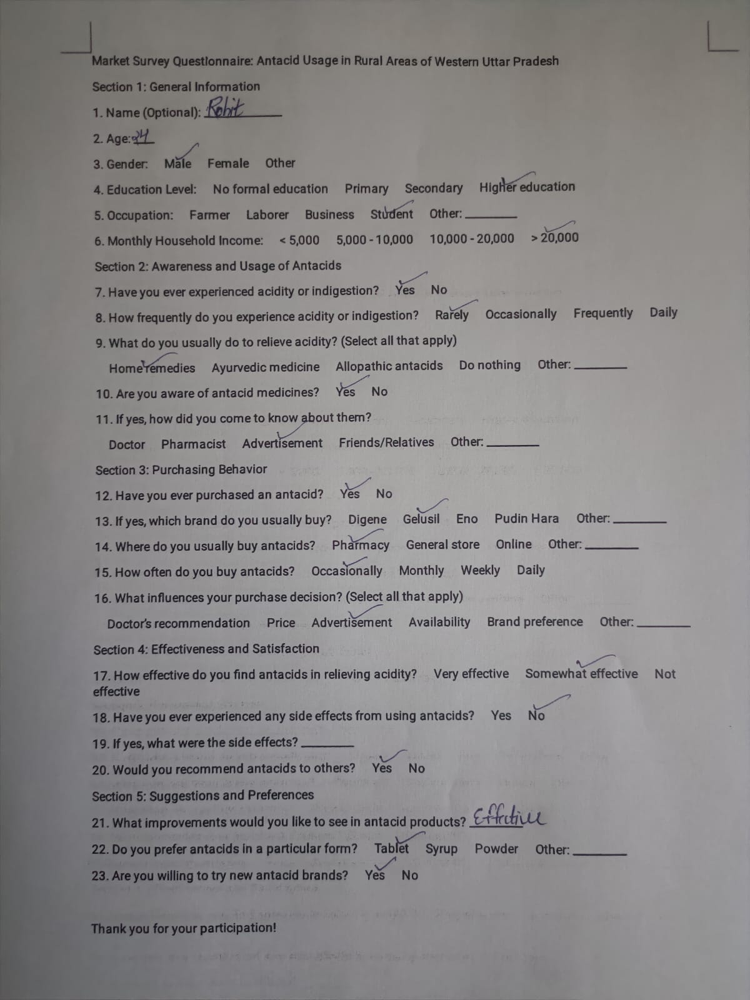 Market Survey Questionnaire: Antacid Usage in Rural Areas of Western Uttar Pradesh
Section 1: General Information
1. Name (Optional): Rohit
2. Age: 24
3. Gender: Male Female Other
4. Education Level: No formal education Primary Secondary Higher education
5. Occupation: Farmer Laborer Business Student Other: ________
6. Monthly Household Income: < 5,000 5,000 - 10,000 10,000 - 20,000 > 20,000
Section 2: Awareness and Usage of Antacids
7. Have you ever experienced acidity or indigestion? Yes No
8. How frequently do you experience acidity or indigestion? Rarely Occasionally Frequently Daily
9. What do you usually do to relieve acidity? (Select all that apply)
Home remedies Ayurvedic medicine Allopathic antacids Do nothing Other: ________
10. Are you aware of antacid medicines? Yes No
11. If yes, how did you come to know about them?
Doctor Pharmacist Advertisement Friends/Relatives Other: ________
Section 3: Purchasing Behavior
12. Have you ever purchased an antacid? Yes No
13. If yes, which brand do you usually buy? Digene Gelusil Eno Pudin Hara Other: ________
14. Where do you usually buy antacids? Pharmacy General store Online Other: ________
15. How often do you buy antacids? Occasionally Monthly Weekly Daily
16. What influences your purchase decision? (Select all that apply)
Doctor's recommendation Price Advertisement Availability Brand preference Other: ________
Section 4: Effectiveness and Satisfaction
17. How effective do you find antacids in relieving acidity? Very effective Somewhat effective Not
effective
18. Have you ever experienced any side effects from using antacids? Yes No
19. If yes, what were the side effects? ________
20. Would you recommend antacids to others? Yes No
Section 5: Suggestions and Preferences
21. What improvements would you like to see in antacid products? Effective
22. Do you prefer antacids in a particular form? Tablet Syrup Powder Other: ________
23. Are you willing to try new antacid brands? Yes No
Thank you for your participation!